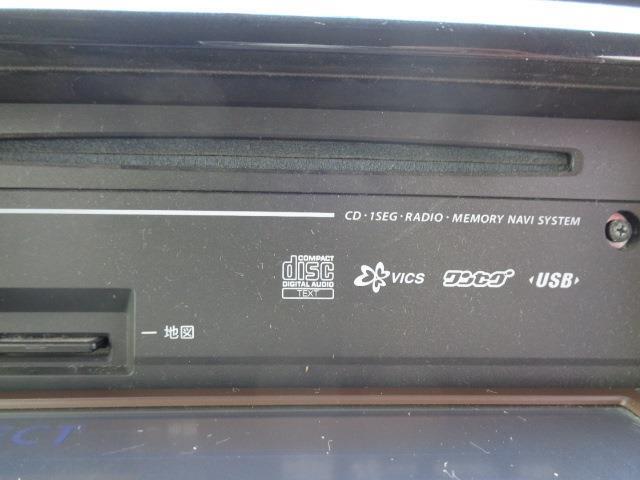 CD · 1SEG · RADIO · MEMORY NAVI SYSTEM
COMPACT
disc
DIGITAL AUDIO
TEXT
VICS
ワンセグ
USB
地図